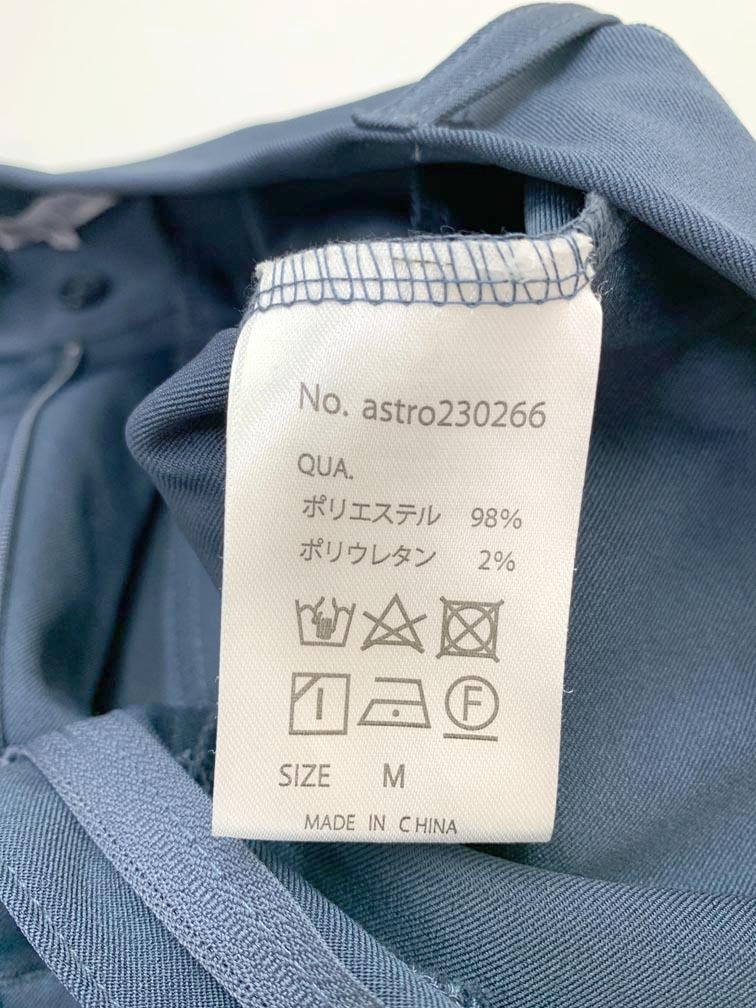 No. astro230266
QUA.
ポリエステル 98%
ポリウレタン 2%
F
SIZE M
MADE IN CHINA